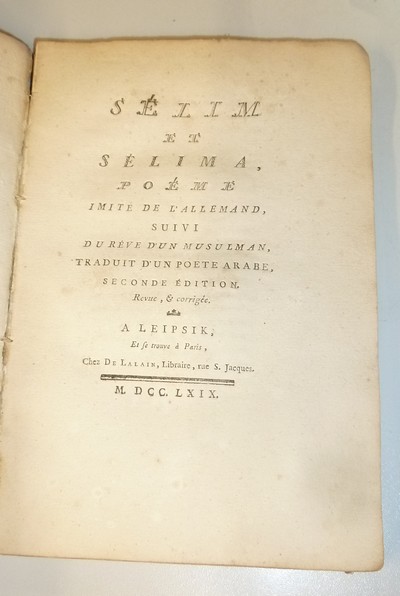 SÉLIM
ET
SÉLIMA,
POÉME
IMITÉ DE L'ALLEMAND,
SUIVI
DU RÊVE D'UN MUSULMAN,
TRADUIT D'UN POETE ARABE,
SECONDE ÉDITION.
Revue, & corrigée.
A LEIPSIK,
Et se trouve à Paris,
Chez DE LALAIN, Libraire, rue S. Jacques.
M. DCC. LXIX.